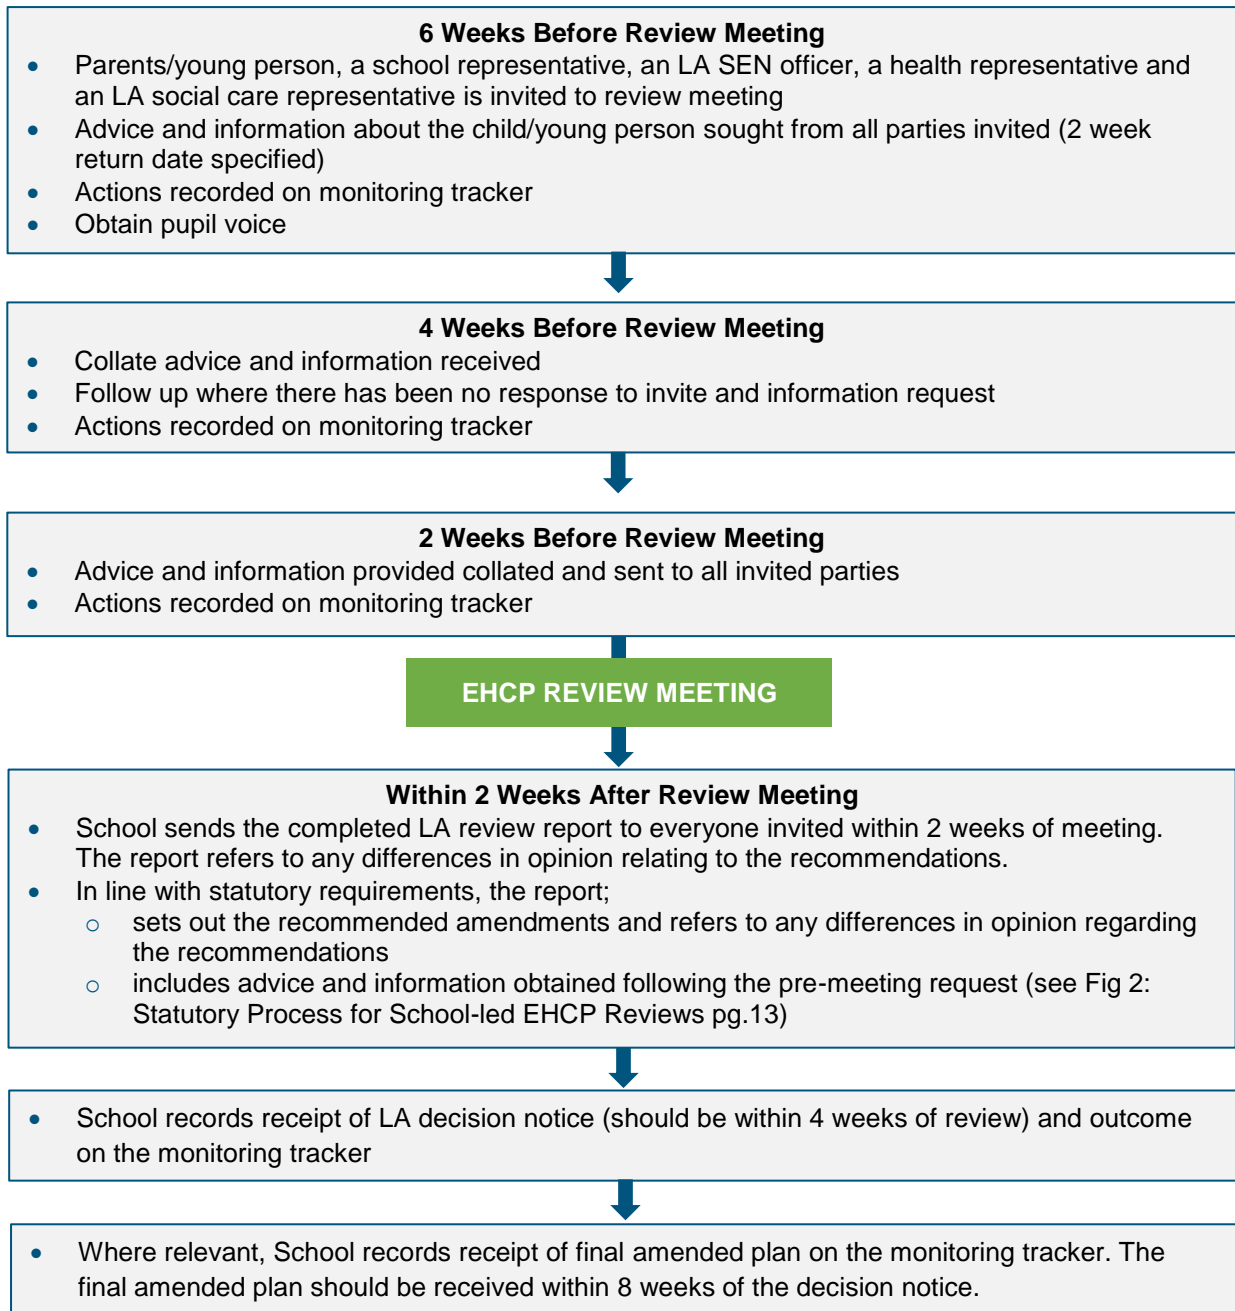 6 Weeks Before Review Meeting
• Parents/young person, a school representative, an LA SEN officer, a health representative and
an LA social care representative is invited to review meeting
• Advice and information about the child/young person sought from all parties invited (2 week
return date specified)
• Actions recorded on monitoring tracker
• Obtain pupil voice
4 Weeks Before Review Meeting
• Collate advice and information received
• Follow up where there has been no response to invite and information request
• Actions recorded on monitoring tracker
2 Weeks Before Review Meeting
• Advice and information provided collated and sent to all invited parties
• Actions recorded on monitoring tracker
EHCP REVIEW MEETING
Within 2 Weeks After Review Meeting
• School sends the completed LA review report to everyone invited within 2 weeks of meeting.
The report refers to any differences in opinion relating to the recommendations.
• In line with statutory requirements, the report;
o sets out the recommended amendments and refers to any differences in opinion regarding
the recommendations
o includes advice and information obtained following the pre-meeting request (see Fig 2:
Statutory Process for School-led EHCP Reviews pg.13)
• School records receipt of LA decision notice (should be within 4 weeks of review) and outcome
on the monitoring tracker
• Where relevant, School records receipt of final amended plan on the monitoring tracker. The
final amended plan should be received within 8 weeks of the decision notice.